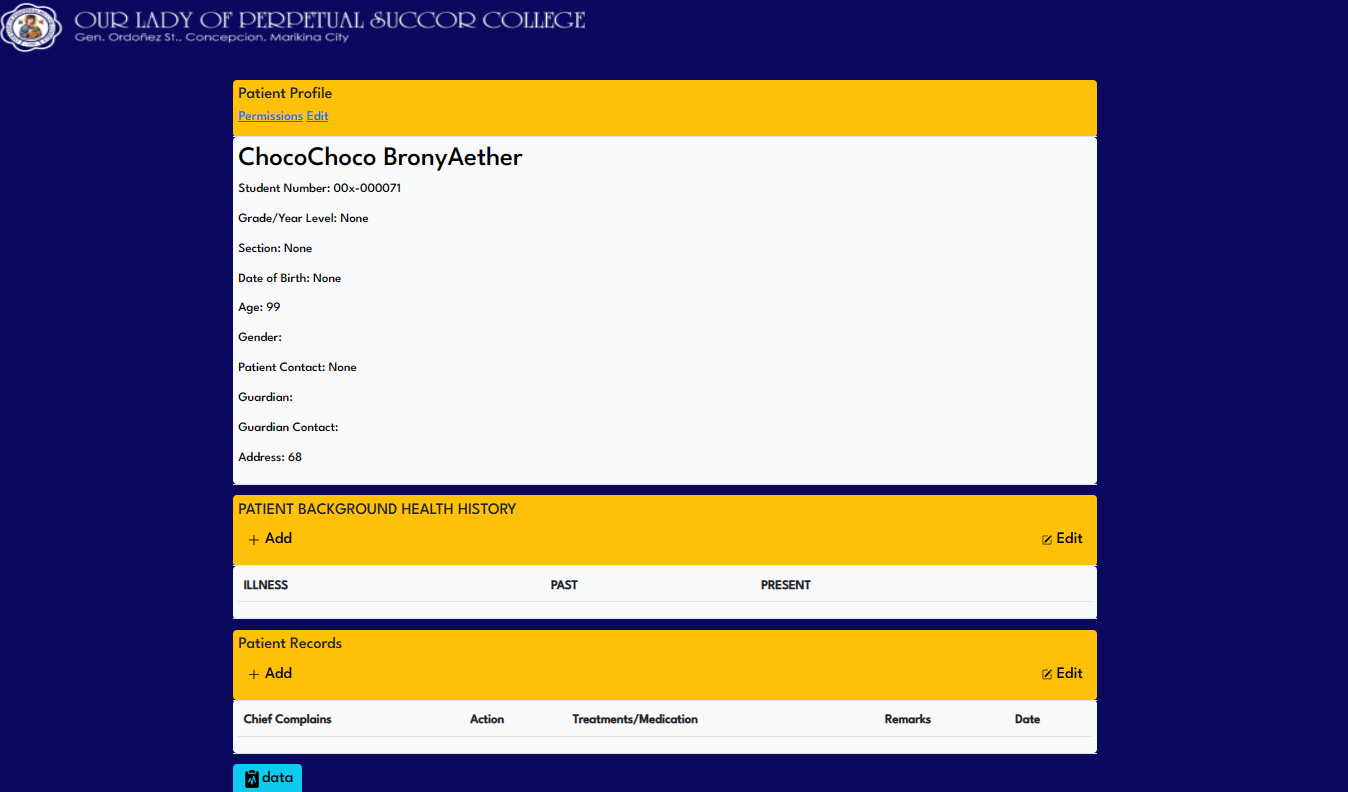 OUR LADY OF PERPETUAL SUCCOR COLLEGE
Gen. Ordoñez St., Concepcion, Marikina City
Patient Profile
Permissions Edit
ChocoChoco BronyAether
Student Number: 00x-000071
Grade/Year Level: None
Section: None
Date of Birth: None
Age: 99
Gender:
Patient Contact: None
Guardian:
Guardian Contact:
Address: 68
PATIENT BACKGROUND HEALTH HISTORY
+ Add Edit
ILLNESS PAST PRESENT
Patient Records
+ Add Edit
Chief Complains Action Treatments/Medication Remarks Date
data